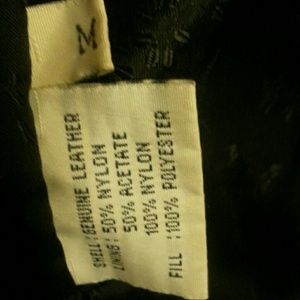 M
SHELL : GENUINE LEATHER
LINING : 50% NYLON
50% ACETATE
100% NYLON
FILL : 100% POLYESTER